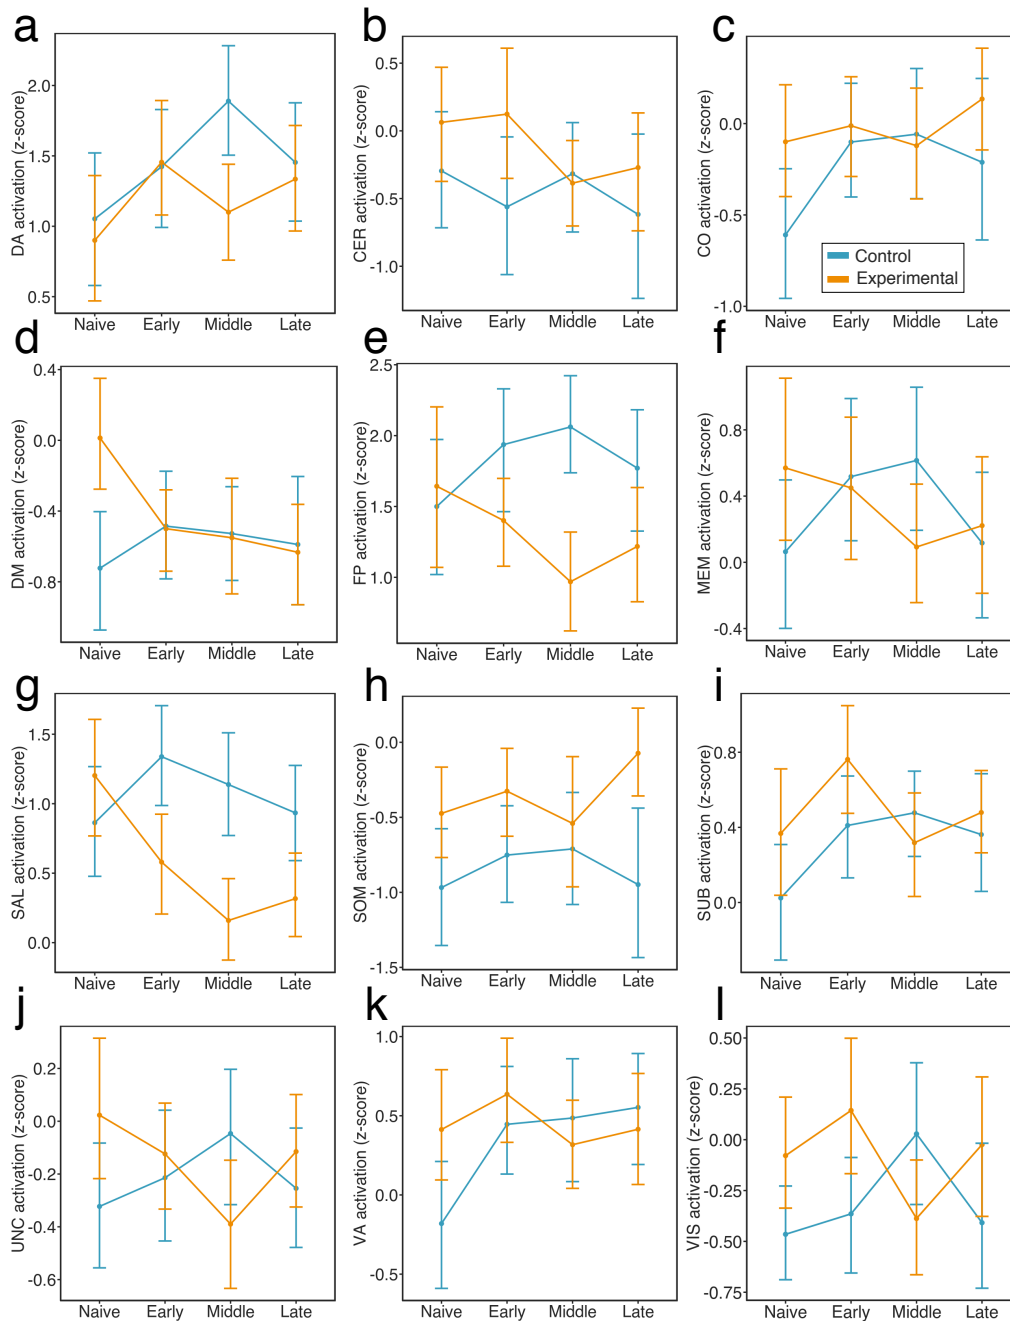 a
DA activation (z-score)
2.0
1.5
1.0
0.5
Naive Early Middle Late
b
CER activation (z-score)
0.5
0.0
-0.5
-1.0
Naive Early Middle Late
c
CO activation (z-score)
0.0
-0.5
-1.0
Control
Experimental
Naive Early Middle Late
d
DM activation (z-score)
0.4
0.0
-0.4
-0.8
Naive Early Middle Late
e
FP activation (z-score)
2.5
2.0
1.5
1.0
Naive Early Middle Late
f
MEM activation (z-score)
0.8
0.4
0.0
-0.4
Naive Early Middle Late
g
SAL activation (z-score)
1.5
1.0
0.5
0.0
Naive Early Middle Late
h
SOM activation (z-score)
0.0
-0.5
-1.0
-1.5
Naive Early Middle Late
i
SUB activation (z-score)
0.8
0.4
0.0
Naive Early Middle Late
j
UNC activation (z-score)
0.2
0.0
-0.2
-0.4
-0.6
Naive Early Middle Late
k
VA activation (z-score)
1.0
0.5
0.0
-0.5
Naive Early Middle Late
l
VIS activation (z-score)
0.50
0.25
0.00
-0.25
-0.50
-0.75
Naive Early Middle Late